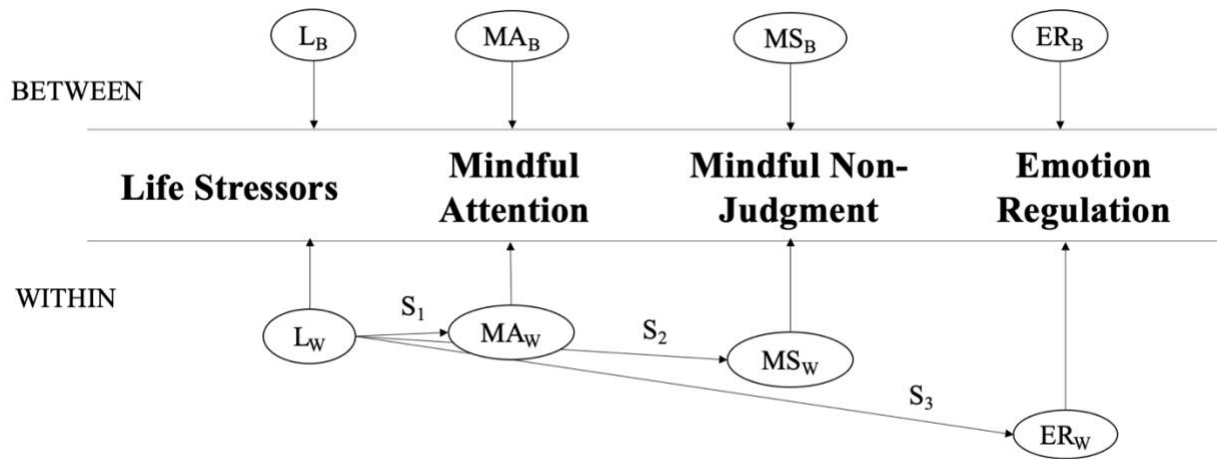 L_B MA_B MS_B ER_B
BETWEEN
Life Stressors
Mindful
Attention
Mindful Non-
Judgment
Emotion
Regulation
WITHIN
S_1
S_2
S_3
L_W
MA_W
MS_W
ER_W